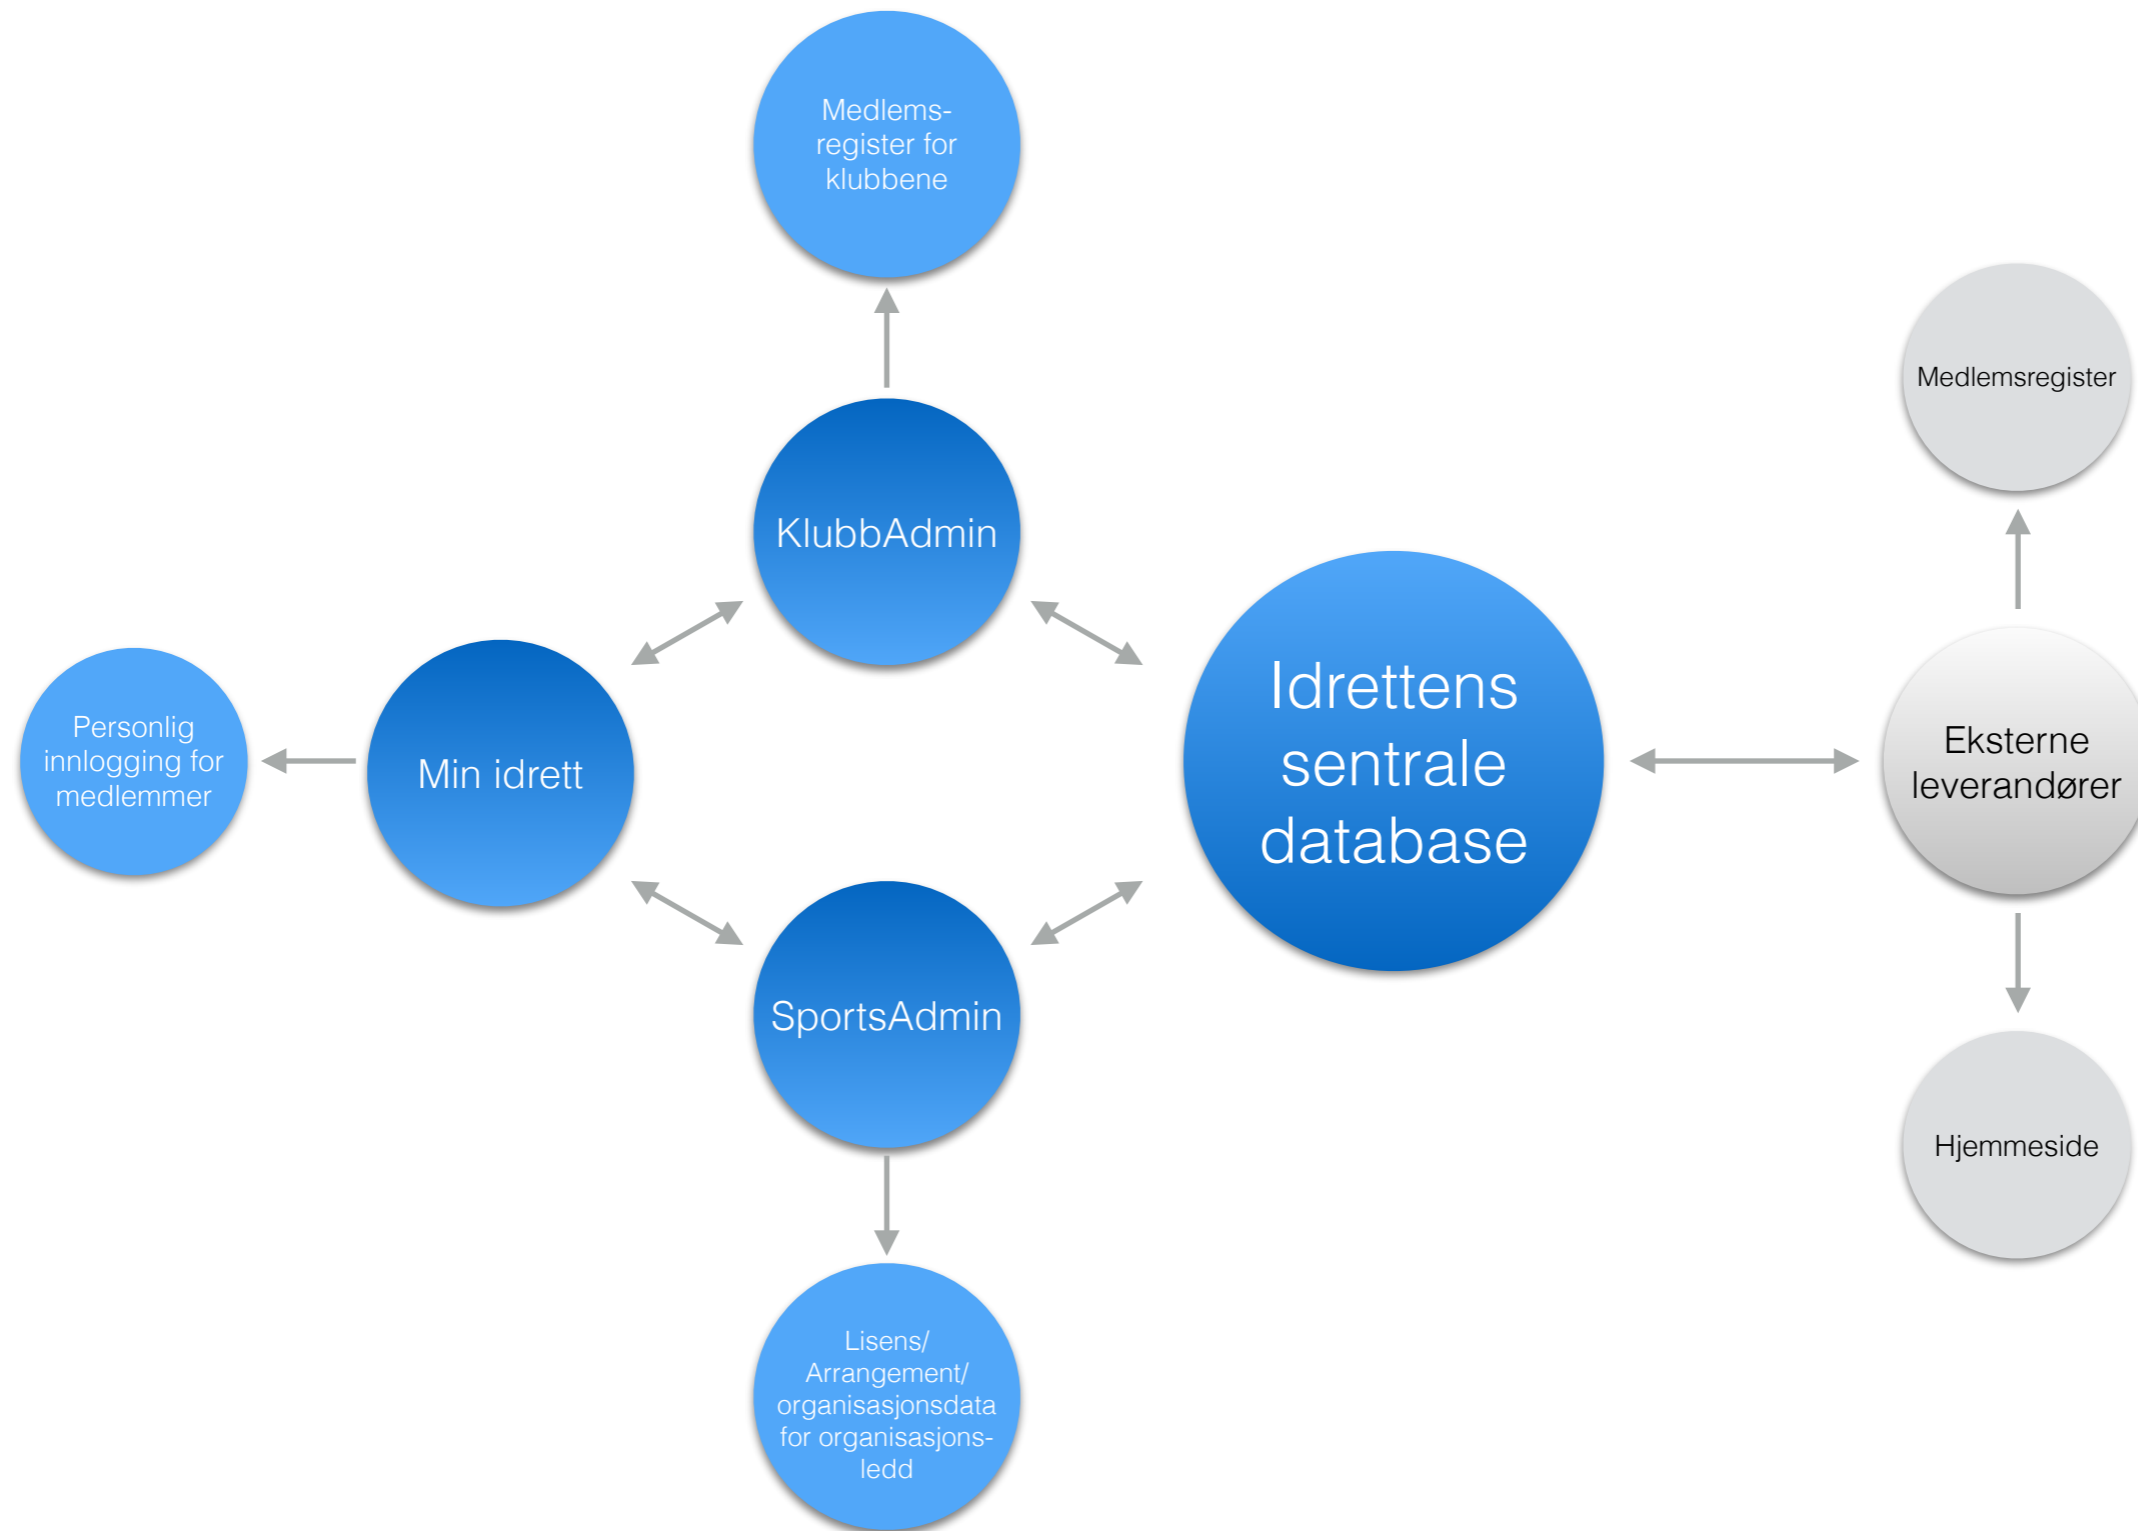 Medlems-
register for
klubbene
Medlemsregister
KlubbAdmin
Idrettens
sentrale
database
Personlig
innlogging for
medlemmer
Min idrett
Eksterne
leverandører
SportsAdmin
Hjemmeside
Lisens/
Arrangement/
organisasjonsdata
for organisasjons-
ledd